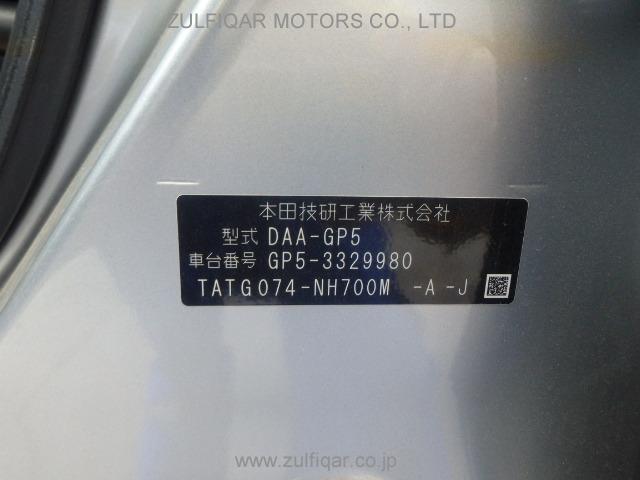 ZULFIQAR MOTORS CO., LTD.
本田技研工業株式会社
型式 DAA-GP5
車台番号 GP5-3329980
TATG074-NH700M -A -J
www.zulfiqar.co.jp